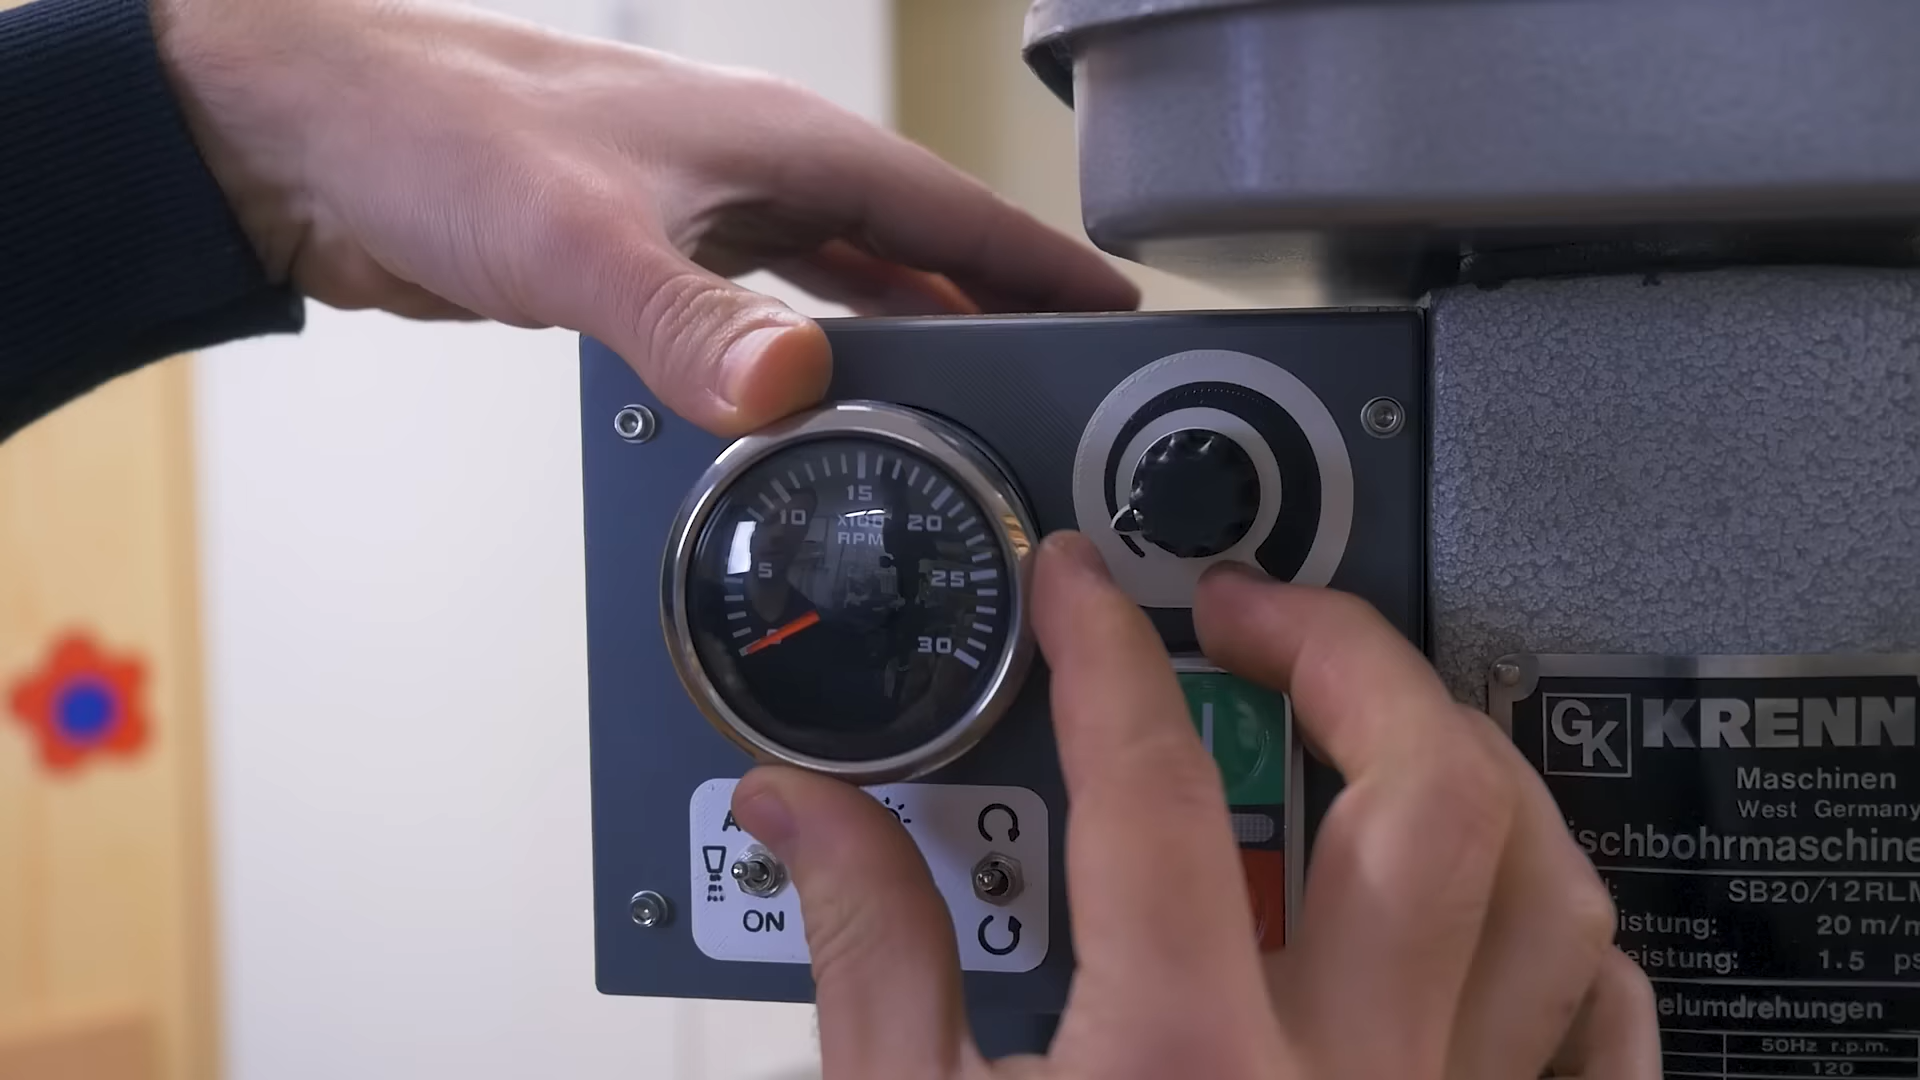 15
10
20
X100
RPM
5
25
0
30
ON
GK KRENN
Maschinen
West Germany
ischbohrmaschine
SB20/12RLM
istung: 20 m/m
eistung: 1.5 ps
elumdrehungen
50Hz r.p.m.
120